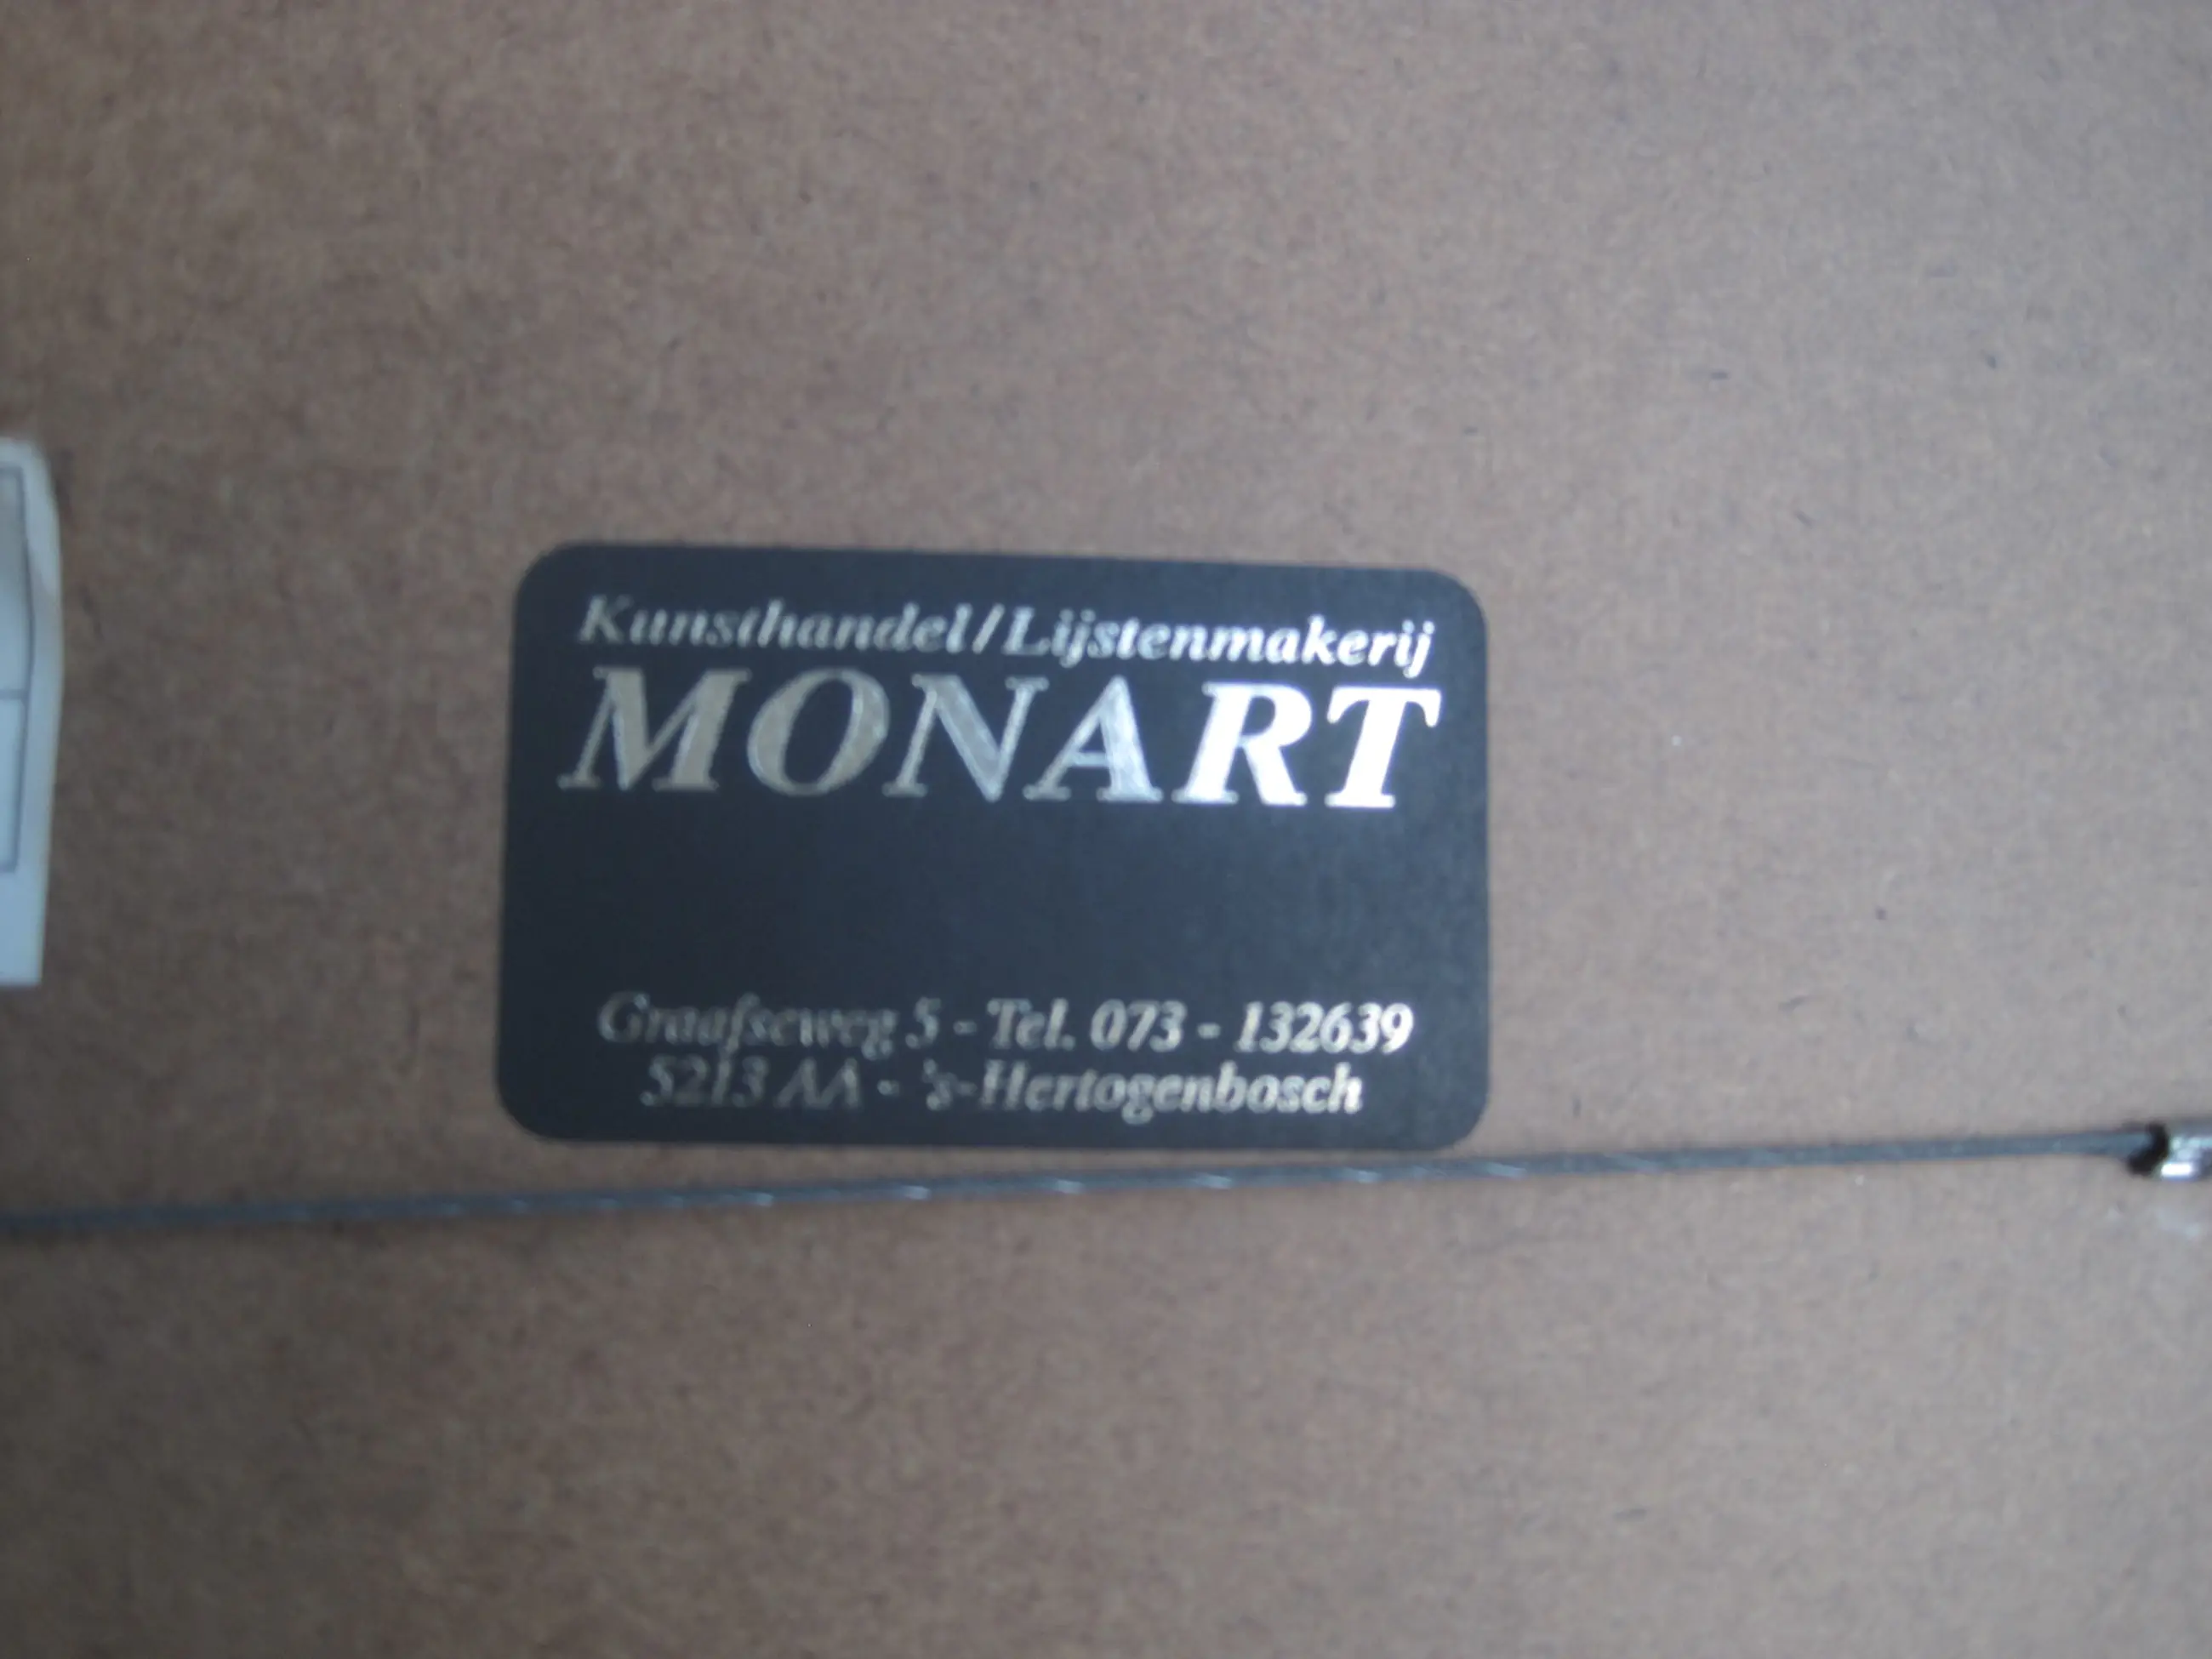 Kunsthandel/Lijstenmakerij
MONART
Graafseweg 5 - Tel. 073 - 132639
5213 AA - 's-Hertogenbosch